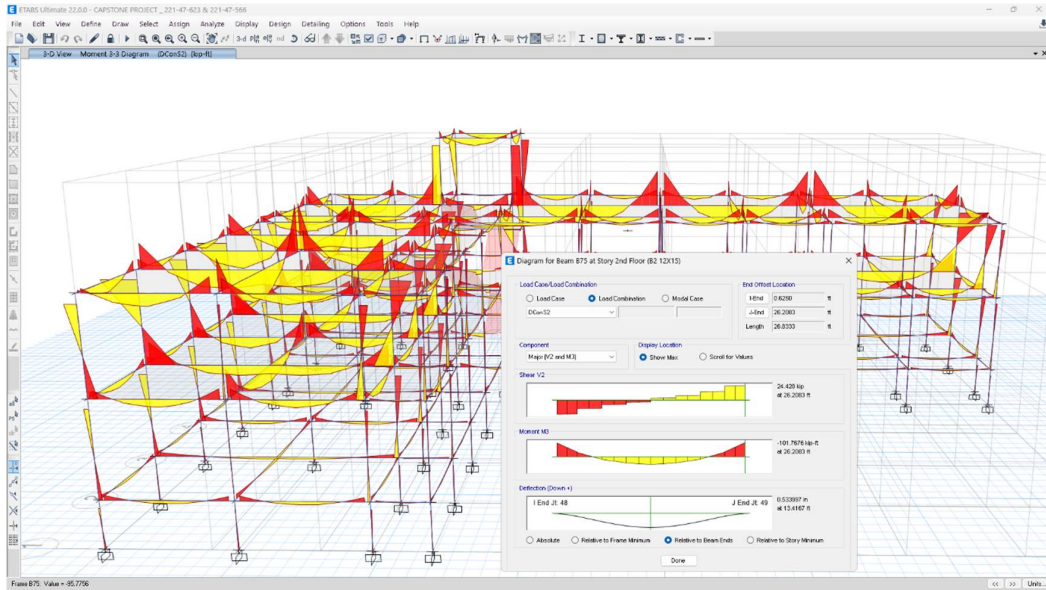 ETABS Ultimate 22.0.0 - CAPSTONE PROJECT _ 221-47-623 & 221-47-566
File Edit View Define Draw Select Assign Analyze Display Design Detailing Options Tools Help
3-D View Moment 3-3 Diagram (DConS2) [kip-ft]
Diagram for Beam B75 at Story 2nd Floor (B2 12X15)
Load Case/Load Combination
End Offset Location
Load Case Load Combination Modal Case
I-End 0.6250 ft
DConS2
J-End 26.2083 ft
Length 26.8333 ft
Component
Display Location
Major (V2 and M3)
Show Max Scroll for Values
Shear V2
24.428 kip
at 26.2083 ft
Moment M3
-101.7676 kip-ft
at 26.2083 ft
Deflection (Down +)
I End Jt: 48 J End Jt: 49
0.533997 in
at 13.4167 ft
Absolute Relative to Frame Minimum Relative to Beam Ends Relative to Story Minimum
Done
Frame B75: Value = -95.7756
<< >> Units...